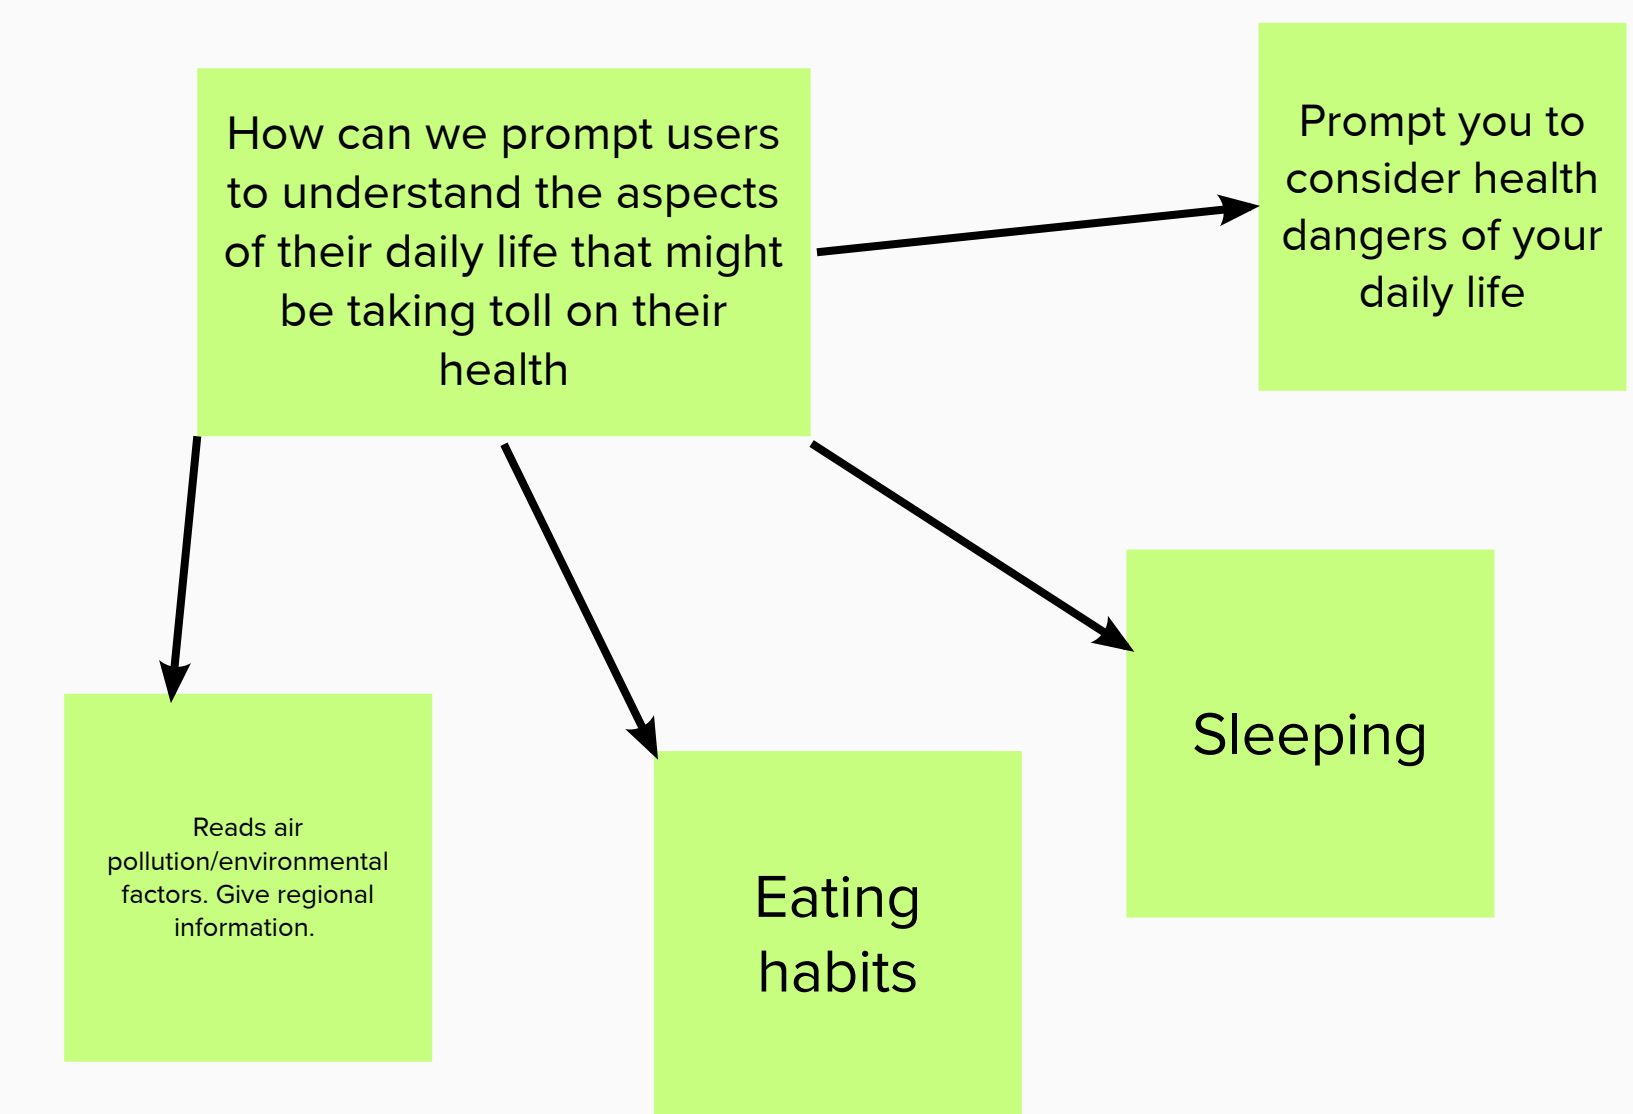 How can we prompt users
to understand the aspects
of their daily life that might
be taking toll on their
health
Prompt you to
consider health
dangers of your
daily life
Reads air
pollution/environmental
factors. Give regional
information.
Eating
habits
Sleeping